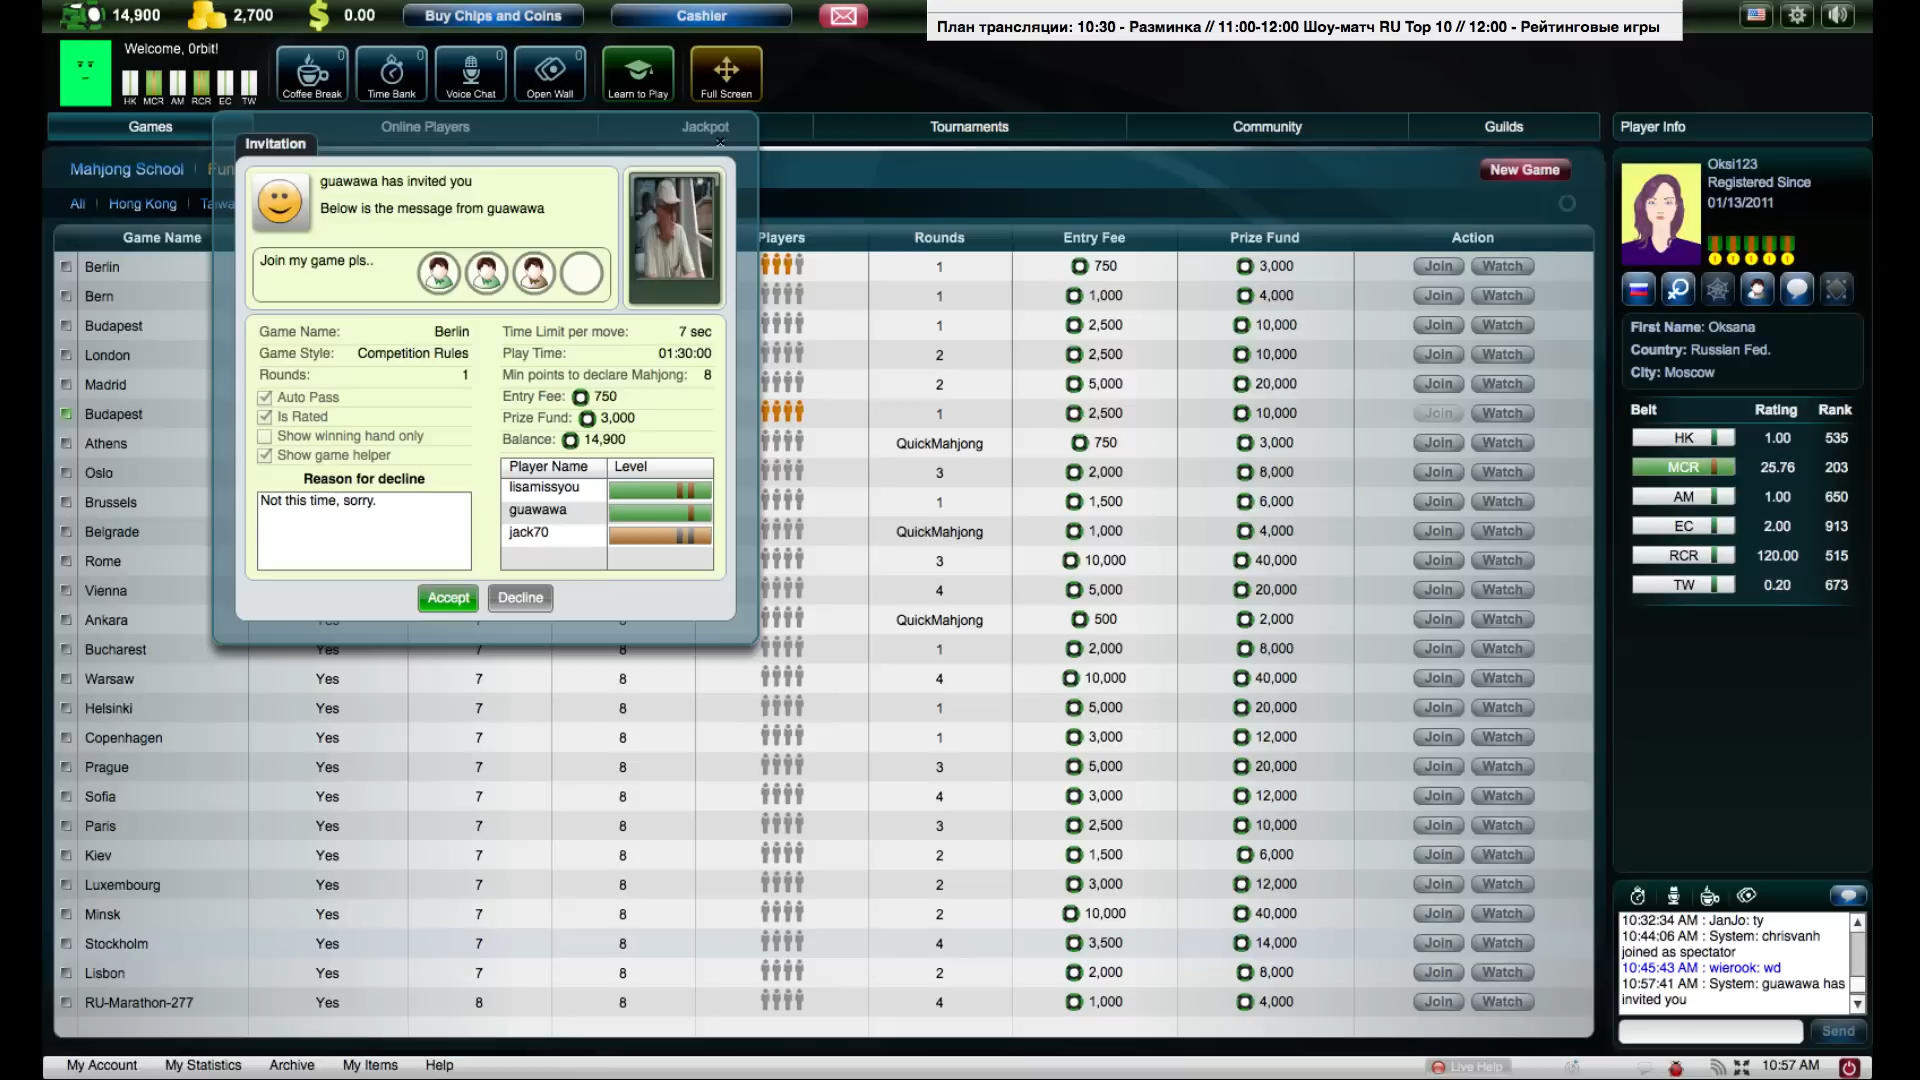 14,900 2,700 0.00 Buy Chips and Coins Cashier
План трансляции: 10:30 - Разминка // 11:00-12:00 Шоу-матч RU Top 10 // 12:00 - Рейтинговые игры
Welcome, 0rbit!
HK MCR AM RCR EC TW
0 Coffee Break
0 Time Bank
0 Voice Chat
0 Open Wall
Learn to Play
Full Screen
Games Online Players Jackpot Tournaments Community Guilds
Mahjong School Fun
New Game
All Hong Kong Taiwa
Invitation
guawawa has invited you
Below is the message from guawawa
Join my game pls..
Game Name: Berlin
Game Style: Competition Rules
Rounds: 1
Auto Pass
Is Rated
Show winning hand only
Show game helper
Reason for decline
Not this time, sorry.
Time Limit per move: 7 sec
Play Time: 01:30:00
Min points to declare Mahjong: 8
Entry Fee: 750
Prize Fund: 3,000
Balance: 14,900
Player Name Level
lisamissyou
guawawa
jack70
Accept Decline
Game Name Players Rounds Entry Fee Prize Fund Action
Berlin 1 750 3,000 Join Watch
Bern 1 1,000 4,000 Join Watch
Budapest 1 2,500 10,000 Join Watch
London 2 2,500 10,000 Join Watch
Madrid 2 5,000 20,000 Join Watch
Budapest 1 2,500 10,000 Join Watch
Athens QuickMahjong 750 3,000 Join Watch
Oslo 3 2,000 8,000 Join Watch
Brussels 1 1,500 6,000 Join Watch
Belgrade QuickMahjong 1,000 4,000 Join Watch
Rome 3 10,000 40,000 Join Watch
Vienna 4 5,000 20,000 Join Watch
Ankara Yes 7 8 QuickMahjong 500 2,000 Join Watch
Bucharest Yes 7 8 1 2,000 8,000 Join Watch
Warsaw Yes 7 8 4 10,000 40,000 Join Watch
Helsinki Yes 7 8 1 5,000 20,000 Join Watch
Copenhagen Yes 7 8 1 3,000 12,000 Join Watch
Prague Yes 7 8 3 5,000 20,000 Join Watch
Sofia Yes 7 8 4 3,000 12,000 Join Watch
Paris Yes 7 8 3 2,500 10,000 Join Watch
Kiev Yes 7 8 2 1,500 6,000 Join Watch
Luxembourg Yes 7 8 2 3,000 12,000 Join Watch
Minsk Yes 7 8 2 10,000 40,000 Join Watch
Stockholm Yes 7 8 4 3,500 14,000 Join Watch
Lisbon Yes 7 8 2 2,000 8,000 Join Watch
RU-Marathon-277 Yes 8 8 4 1,000 4,000 Join Watch
Player Info
Oksi123
Registered Since
01/13/2011
First Name: Oksana
Country: Russian Fed.
City: Moscow
Belt Rating Rank
HK 1.00 535
MCR 25.76 203
AM 1.00 650
EC 2.00 913
RCR 120.00 515
TW 0.20 673
10:32:34 AM : JanJo: ty
10:44:06 AM : System: chrisvanh
joined as spectator
10:45:43 AM : wierook: wd
10:57:41 AM : System: guawawa has
invited you
Send
My Account My Statistics Archive My Items Help Live Help 10:57 AM